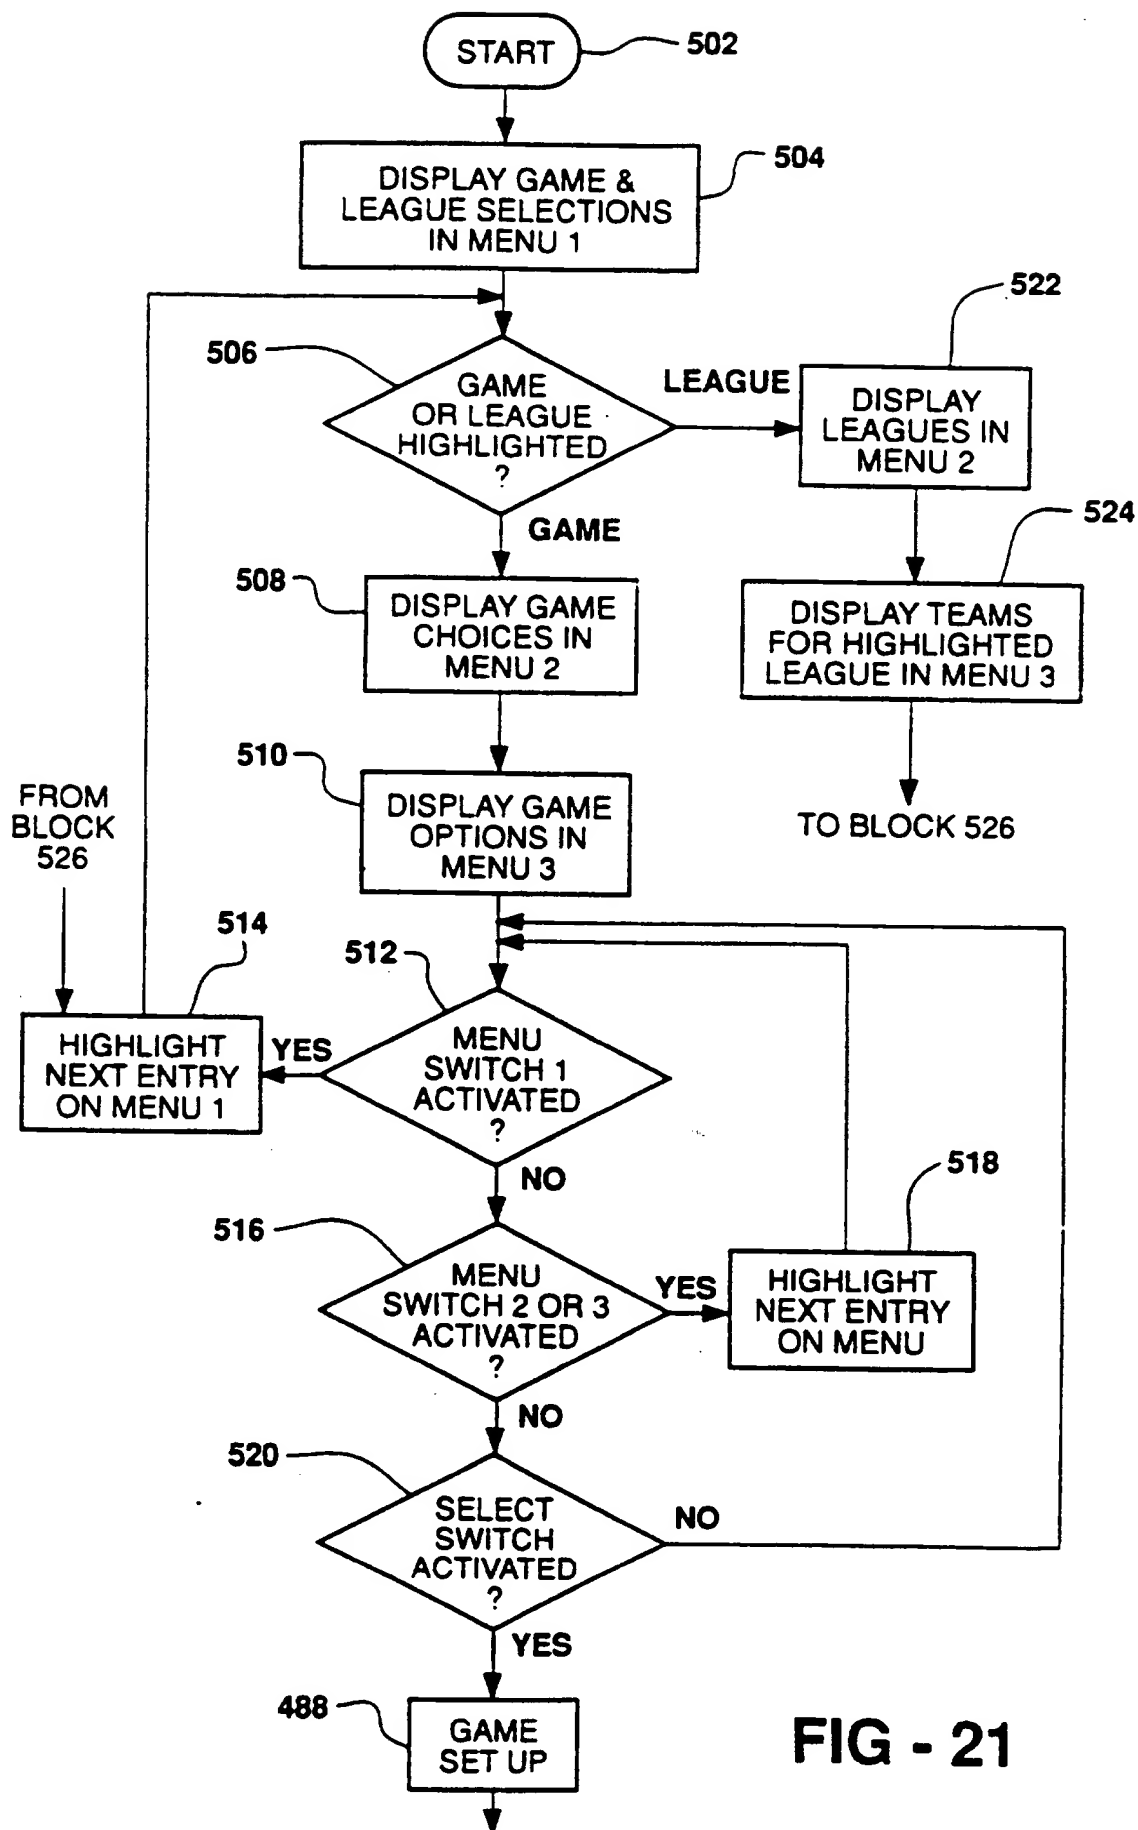 START
502
504
DISPLAY GAME &
LEAGUE SELECTIONS
IN MENU 1
522
506
GAME
OR LEAGUE
HIGHLIGHTED
?
LEAGUE
DISPLAY
LEAGUES IN
MENU 2
GAME
524
508
DISPLAY GAME
CHOICES IN
MENU 2
DISPLAY TEAMS
FOR HIGHLIGHTED
LEAGUE IN MENU 3
510
DISPLAY GAME
OPTIONS IN
MENU 3
FROM
BLOCK
526
TO BLOCK 526
514
512
HIGHLIGHT
NEXT ENTRY
ON MENU 1
YES
MENU
SWITCH 1
ACTIVATED
?
NO
518
516
MENU
SWITCH 2 OR 3
ACTIVATED
?
YES
HIGHLIGHT
NEXT ENTRY
ON MENU
NO
520
SELECT
SWITCH
ACTIVATED
?
NO
YES
488
GAME
SET UP
FIG - 21